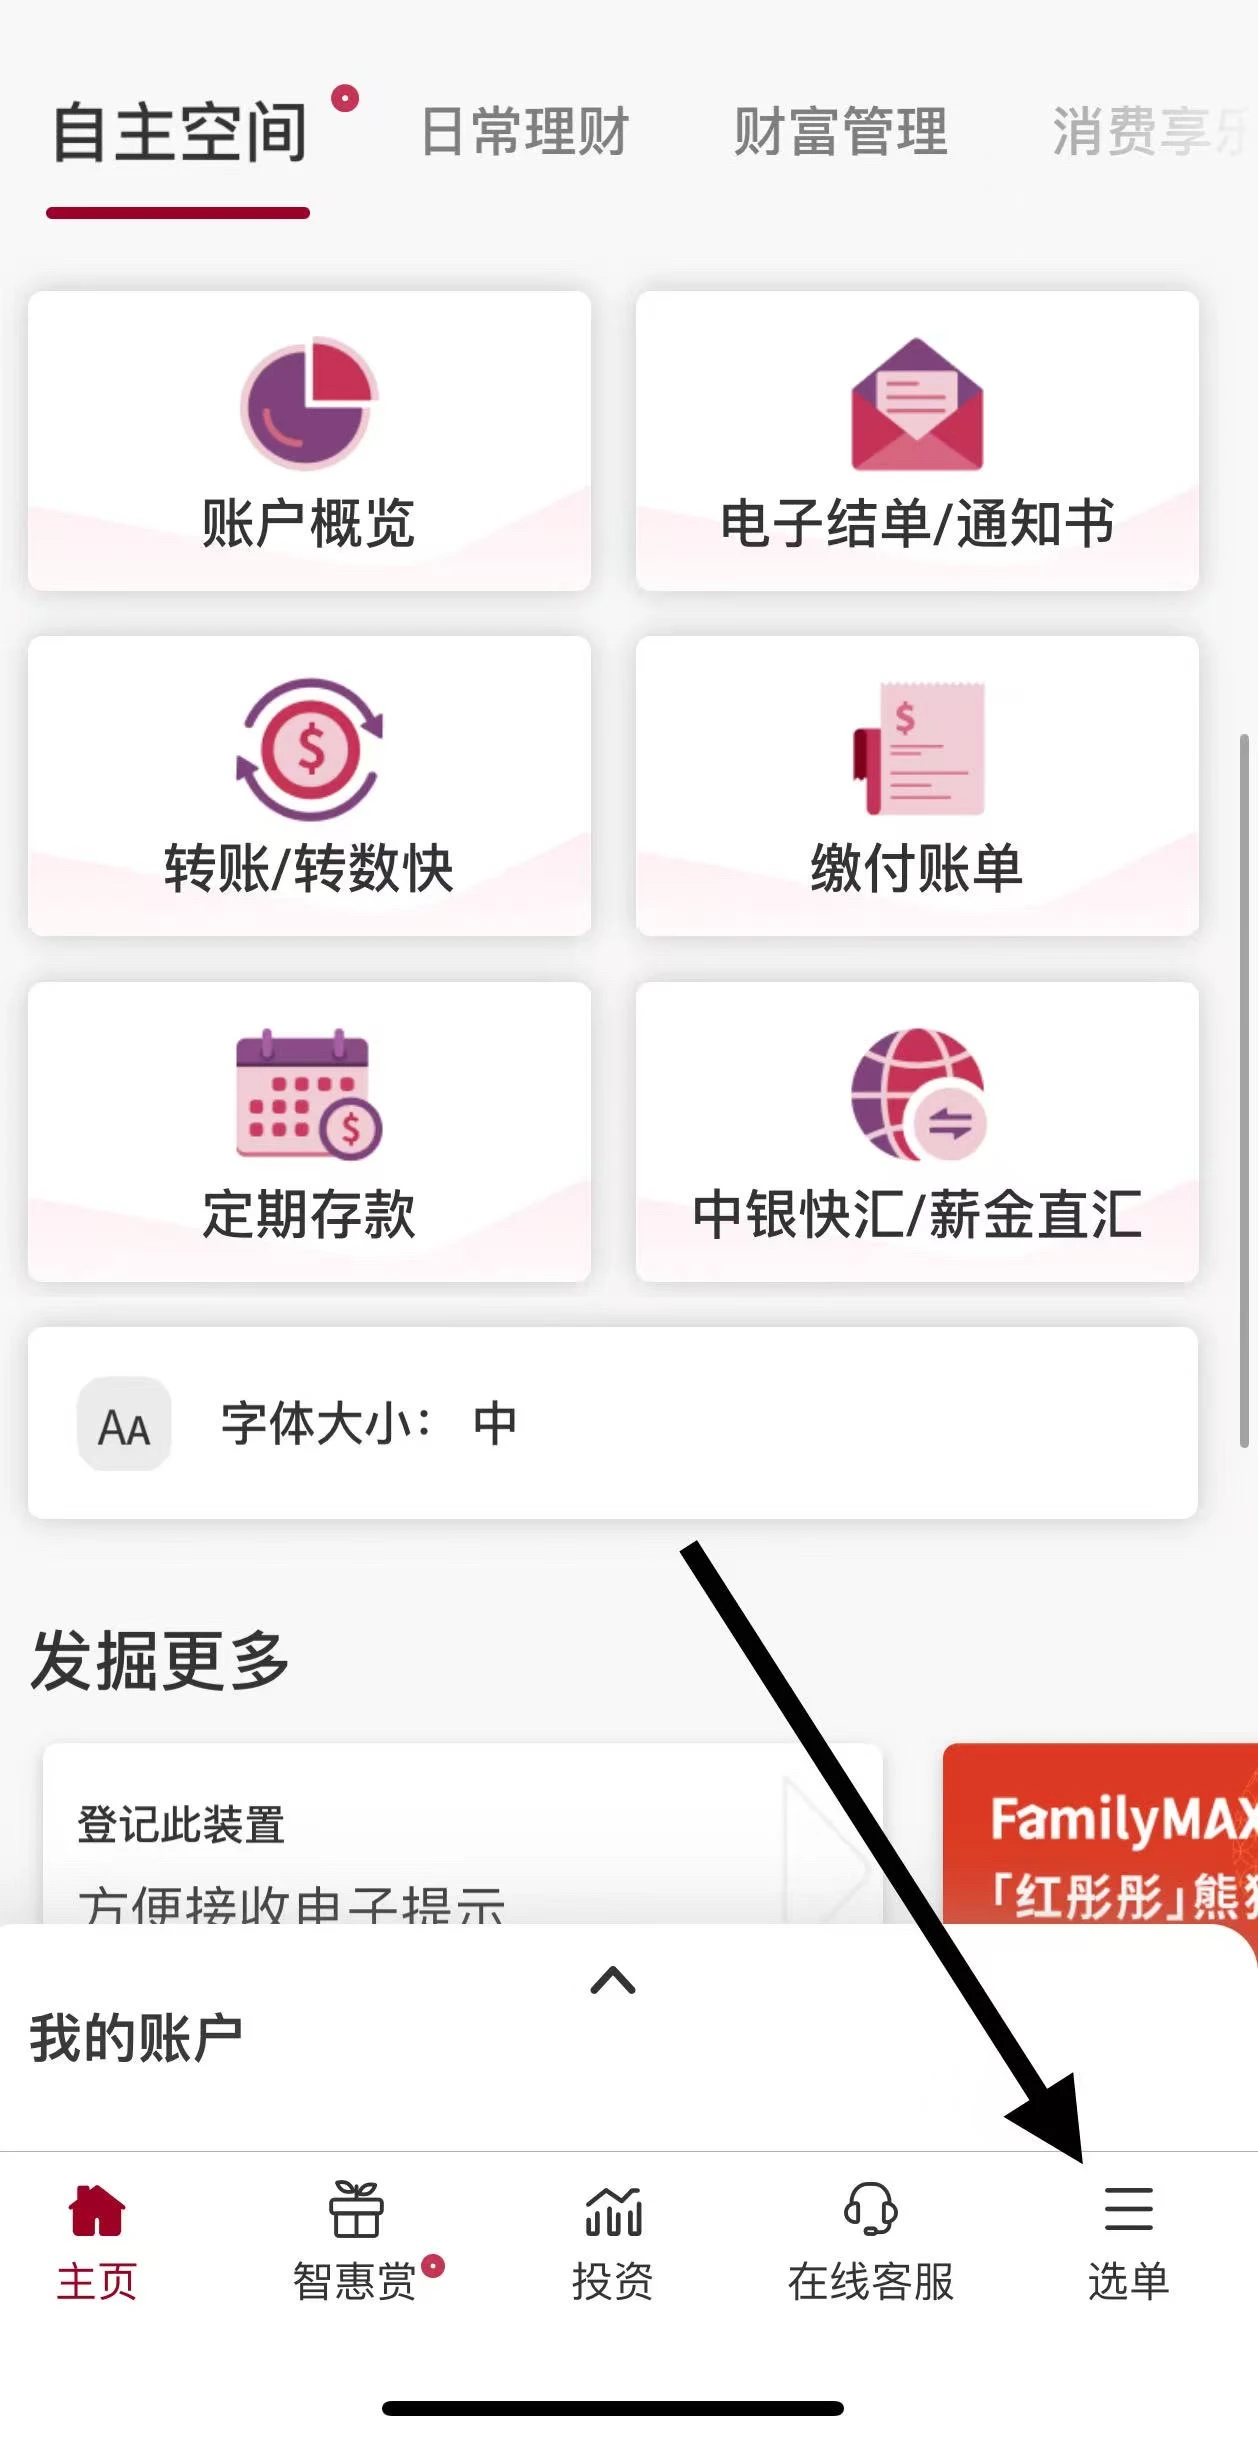 自主空间 日常理财 财富管理 消费享乐
账户概览 电子结单/通知书
转账/转数快 缴付账单
定期存款 中银快汇/薪金直汇
AA 字体大小： 中
发掘更多
登记此装置
方便接收电子提示
FamilyMAX
「红彤彤」熊猫
我的账户
主页 智惠赏 投资 在线客服 选单